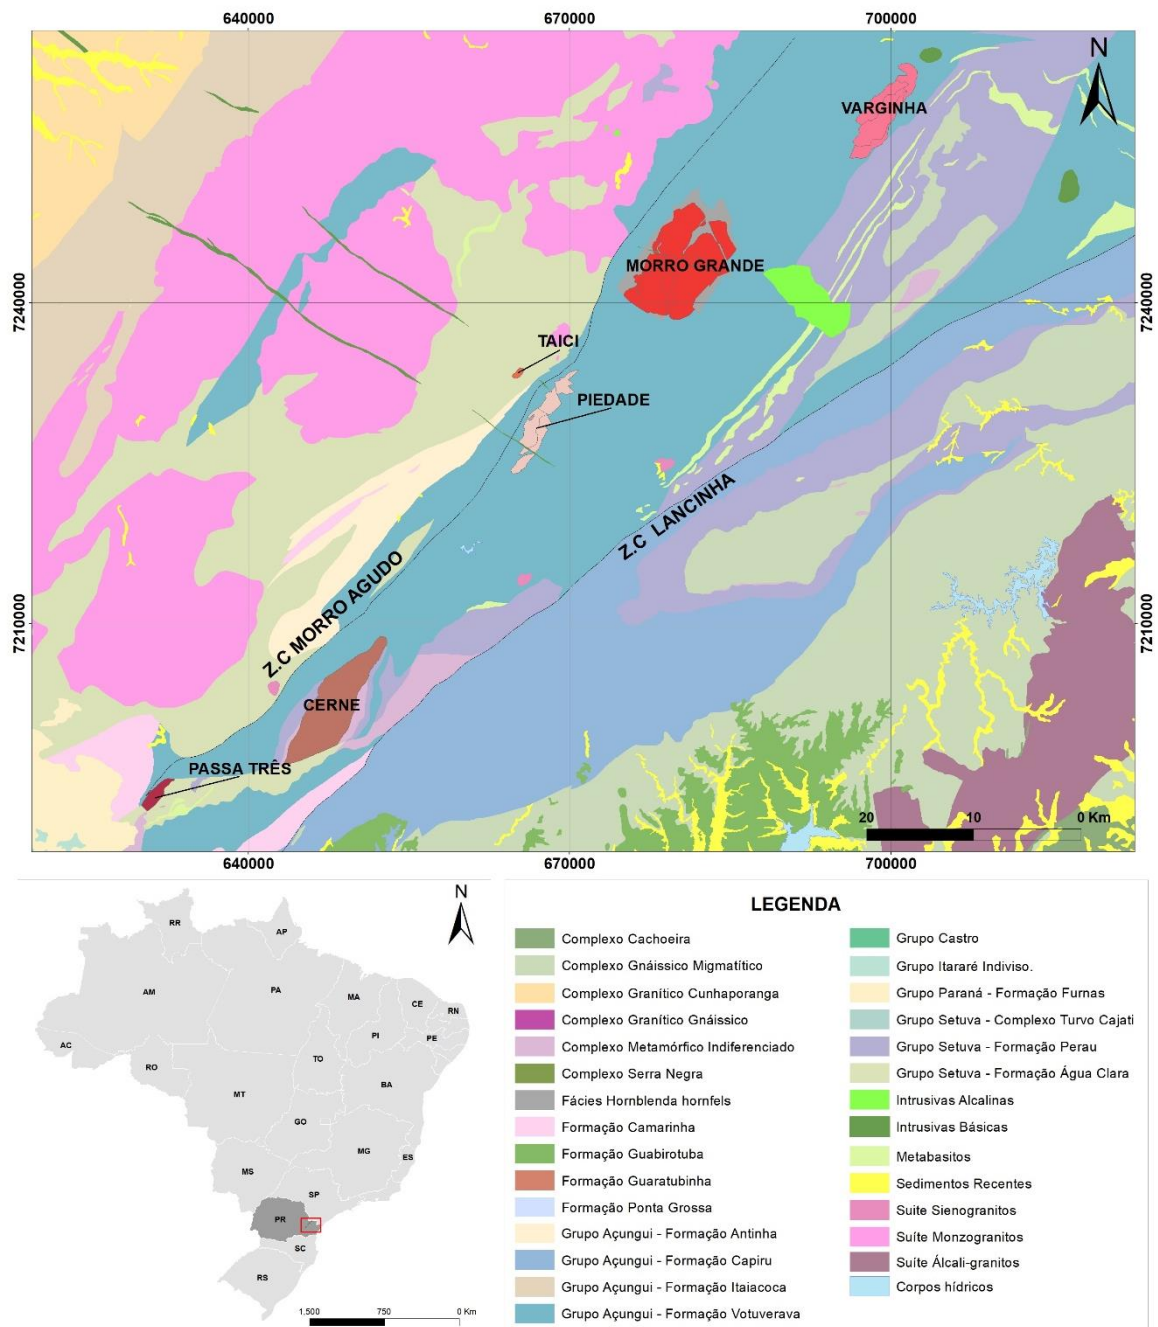 640000 670000 700000
N
VARGINHA
MORRO GRANDE
7240000 7240000
TAICI
PIEDADE
Z.C LANCINHA
Z.C MORRO AGUDO
7210000 7210000
CERNE
PASSA TRÊS
20 10 0 Km
640000 670000 700000
N
RR
AP
AM
PA
MA
CE
RN
PI
PE
AC
TO
RO
BA
MT
GO
MG
ES
MS
SP
PR
SC
RS
1.500 750 0 Km
LEGENDA
Complexo Cachoeira
Complexo Gnáissico Migmatítico
Complexo Granítico Cunhaporanga
Complexo Granítico Gnáissico
Complexo Metamórfico Indiferenciado
Complexo Serra Negra
Fácies Hornblenda hornfels
Formação Camarinha
Formação Guabirotuba
Formação Guaratubinha
Formação Ponta Grossa
Grupo Açungui - Formação Antinha
Grupo Açungui - Formação Capiru
Grupo Açungui - Formação Itaiacoca
Grupo Açungui - Formação Votuverava
Grupo Castro
Grupo Itararé Indiviso.
Grupo Paraná - Formação Furnas
Grupo Setuva - Complexo Turvo Cajati
Grupo Setuva - Formação Perau
Grupo Setuva - Formação Água Clara
Intrusivas Alcalinas
Intrusivas Básicas
Metabasitos
Sedimentos Recentes
Suite Sienogranitos
Suíte Monzogranitos
Suíte Álcali-granitos
Corpos hídricos